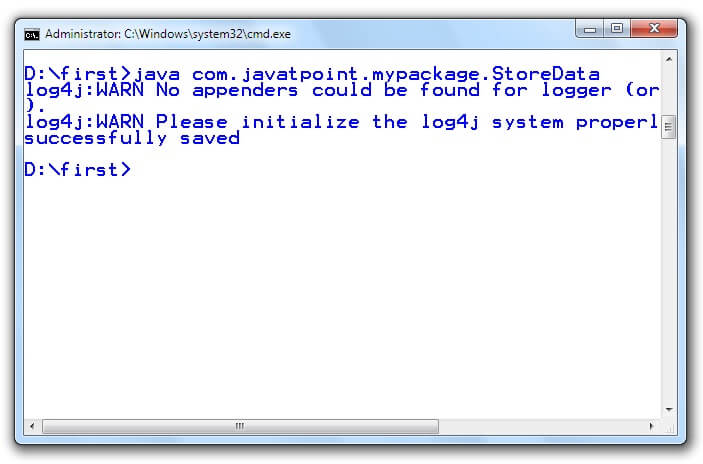 Administrator: C:\Windows\system32\cmd.exe
D:\first>java com.javatpoint.mypackage.StoreData
log4j:WARN No appenders could be found for logger (or
).
log4j:WARN Please initialize the log4j system properl
successfully saved
D:\first>